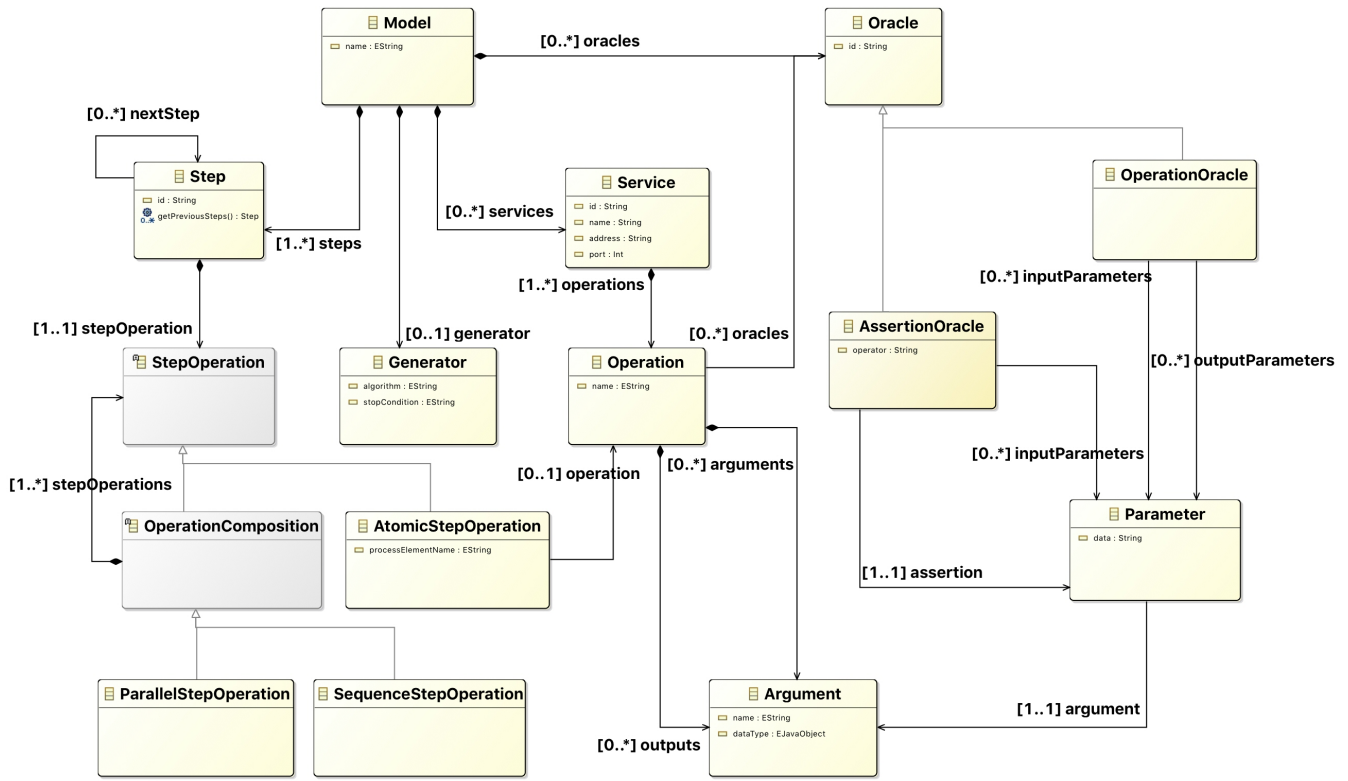 Model
name : EString
Oracle
id : String
[0..*] oracles
[0..*] nextStep
Step
id : String
0..*
getPreviousSteps() : Step
[1..*] steps
[0..*] services
Service
id : String
name : String
address : String
port : Int
OperationOracle
[1..*] operations
[0..*] inputParameters
[1..1] stepOperation
[0..1] generator
[0..*] oracles
AssertionOracle
operator : String
[0..*] outputParameters
StepOperation
Generator
algorithm : EString
stopCondition : EString
Operation
name : EString
[1..*] stepOperations
[0..1] operation
[0..*] arguments
[0..*] inputParameters
OperationComposition
AtomicStepOperation
processElementName : EString
Parameter
data : String
[1..1] assertion
ParallelStepOperation
SequenceStepOperation
Argument
name : EString
dataType : EJavaObject
[1..1] argument
[0..*] outputs